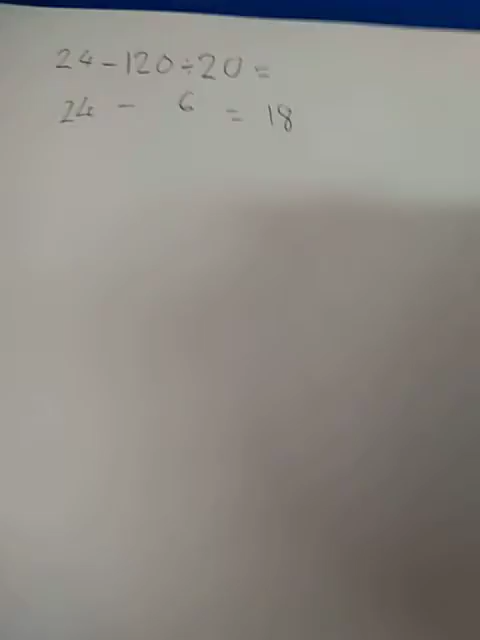 24-120÷20=
24 - 6 = 18